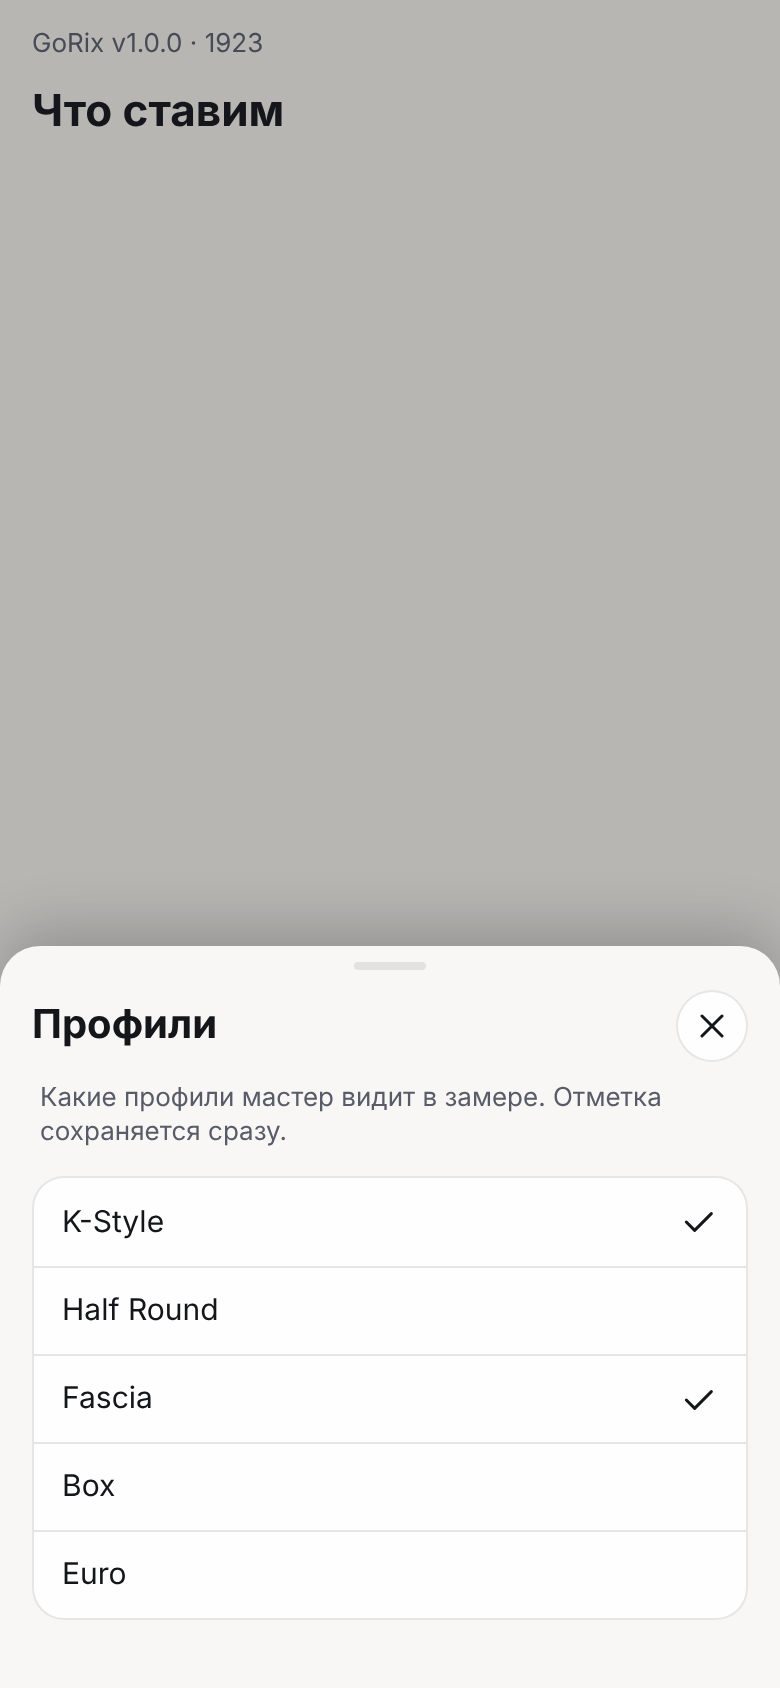 GoRix v1.0.0 · 1923
Что ставим
Профили
Какие профили мастер видит в замере. Отметка
сохраняется сразу.
K-Style
Half Round
Fascia
Box
Euro